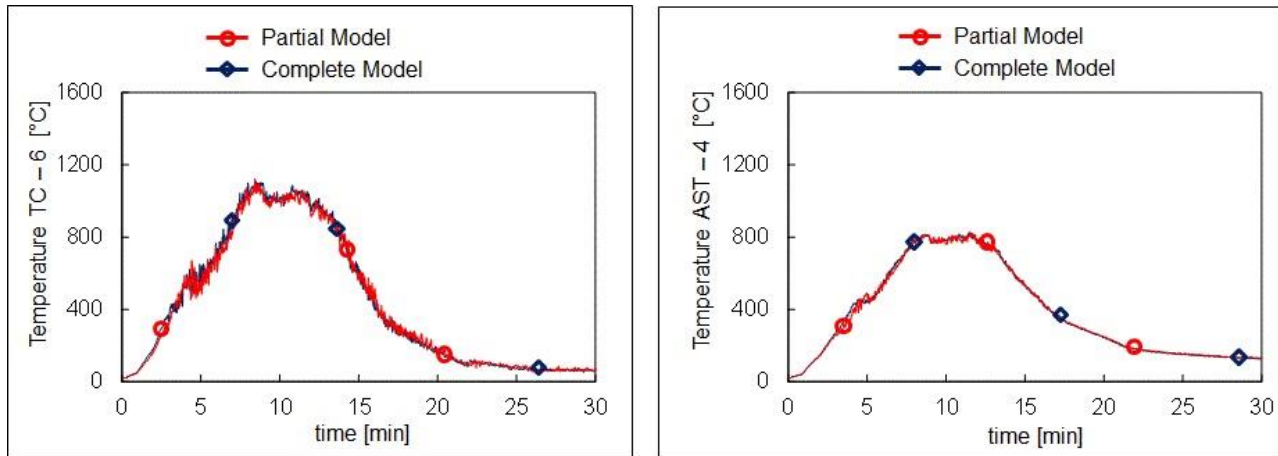 Partial Model
Complete Model
Temperature TC – 6 [°C]
1600
1200
800
400
0
0 5 10 15 20 25 30
time [min]
Partial Model
Complete Model
Temperature AST – 4 [°C]
1600
1200
800
400
0
0 5 10 15 20 25 30
time [min]